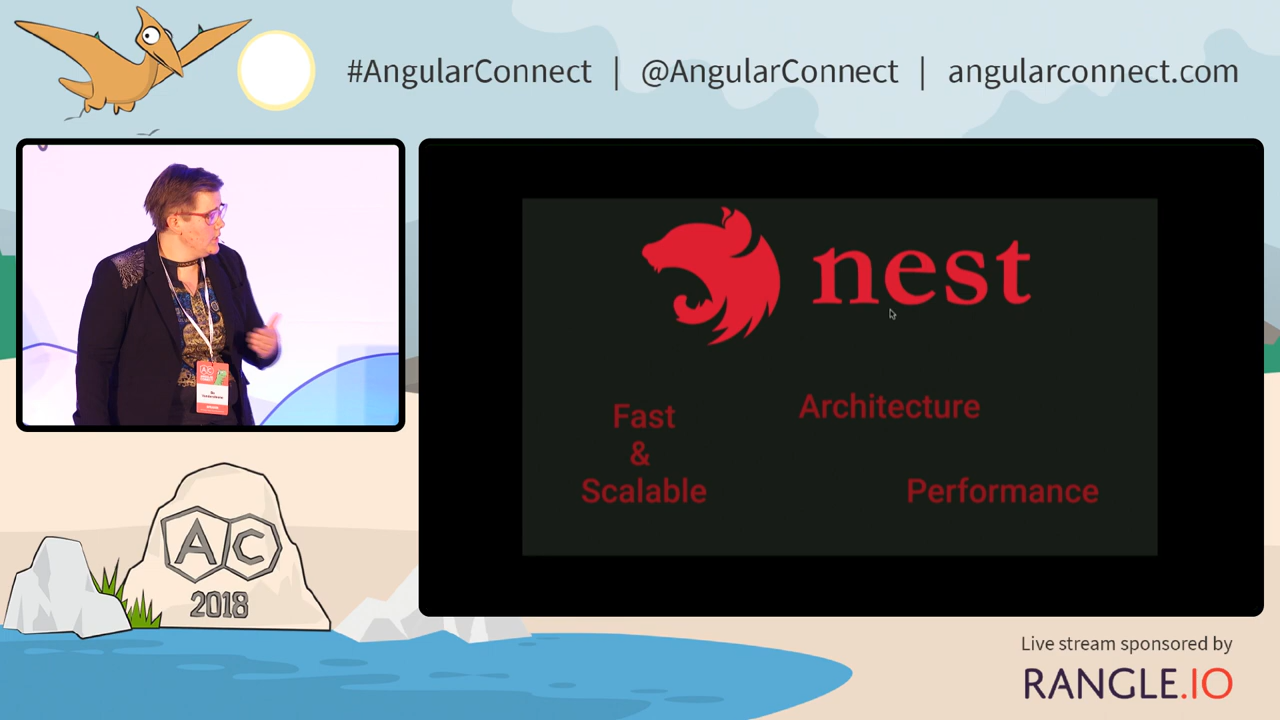 #AngularConnect | @AngularConnect | angularconnect.com
nest
Architecture
Fast
&
Scalable
Performance
AC
2018
Live stream sponsored by
RANGLE.IO